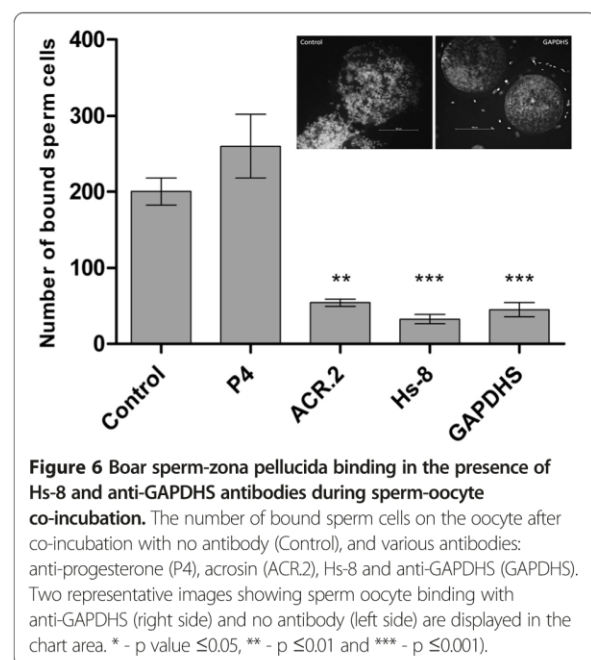 400
300
200
100
0
Number of bound sperm cells
Control
GAPDHS
**
***
***
Control
P4
ACR.2
Hs-8
GAPDHS
Figure 6 Boar sperm-zona pellucida binding in the presence of
Hs-8 and anti-GAPDHS antibodies during sperm-oocyte
co-incubation. The number of bound sperm cells on the oocyte after
co-incubation with no antibody (Control), and various antibodies:
anti-progesterone (P4), acrosin (ACR.2), Hs-8 and anti-GAPDHS (GAPDHS).
Two representative images showing sperm oocyte binding with
anti-GAPDHS (right side) and no antibody (left side) are displayed in the
chart area. * - p value ≤0.05, ** - p ≤0.01 and *** - p ≤0.001).